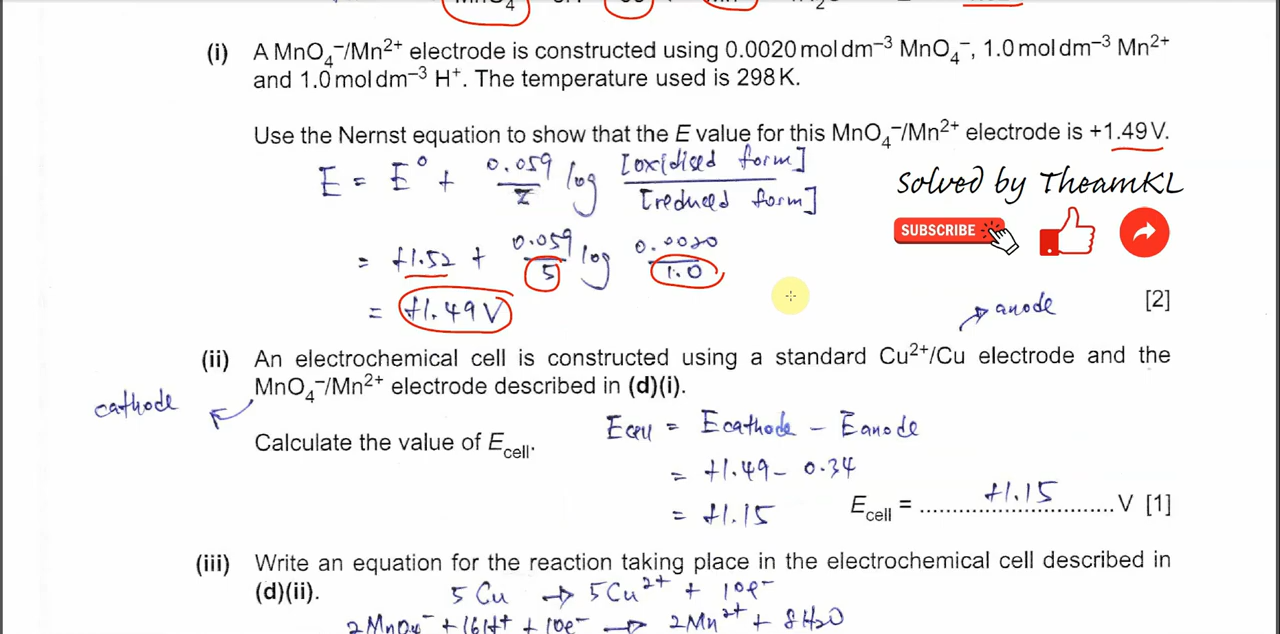 MnO₄⁻
(i) A MnO₄⁻/Mn²⁺ electrode is constructed using 0.0020 mol dm⁻³ MnO₄⁻, 1.0 mol dm⁻³ Mn²⁺
and 1.0 mol dm⁻³ H⁺. The temperature used is 298 K.
Use the Nernst equation to show that the E value for this MnO₄⁻/Mn²⁺ electrode is +1.49 V.
E = E° + 0.059/z log [oxidised form]/[reduced form]
Solved by TheamKL
SUBSCRIBE
= +1.52 + 0.059/5 log 0.0020/1.0
= +1.49 V
[2]
→ anode
(ii) An electrochemical cell is constructed using a standard Cu²⁺/Cu electrode and the
MnO₄⁻/Mn²⁺ electrode described in (d)(i).
cathode
Calculate the value of E_cell.
Ecell = Ecathode − Eanode
= +1.49 − 0.34
= +1.15
E_cell = ............+1.15............ V [1]
(iii) Write an equation for the reaction taking place in the electrochemical cell described in
(d)(ii).
5 Cu → 5Cu²⁺ + 10e⁻
2MnO₄⁻ + 16H⁺ + 10e⁻ → 2Mn²⁺ + 8H₂O